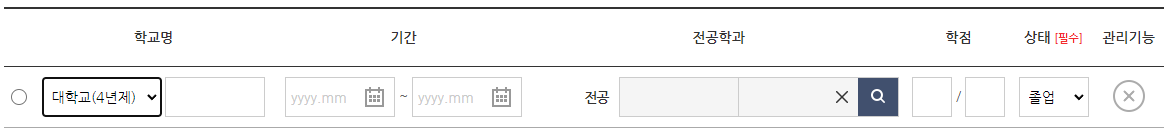 학교명 기간 전공학과 학점 상태 [필수] 관리기능
대학교(4년제) yyyy.mm ~ yyyy.mm 전공 / 졸업